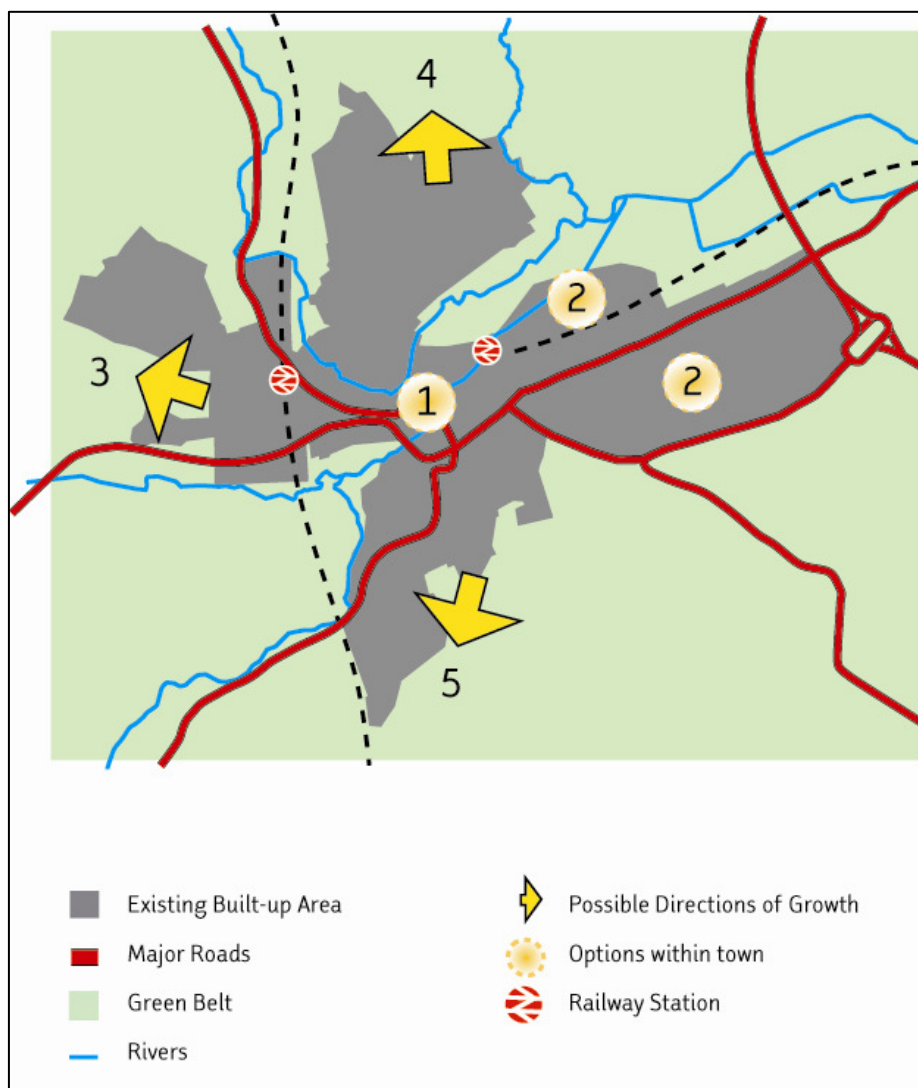 4
2
3
2
1
5
Existing Built-up Area
Major Roads
Green Belt
Rivers
Possible Directions of Growth
Options within town
Railway Station